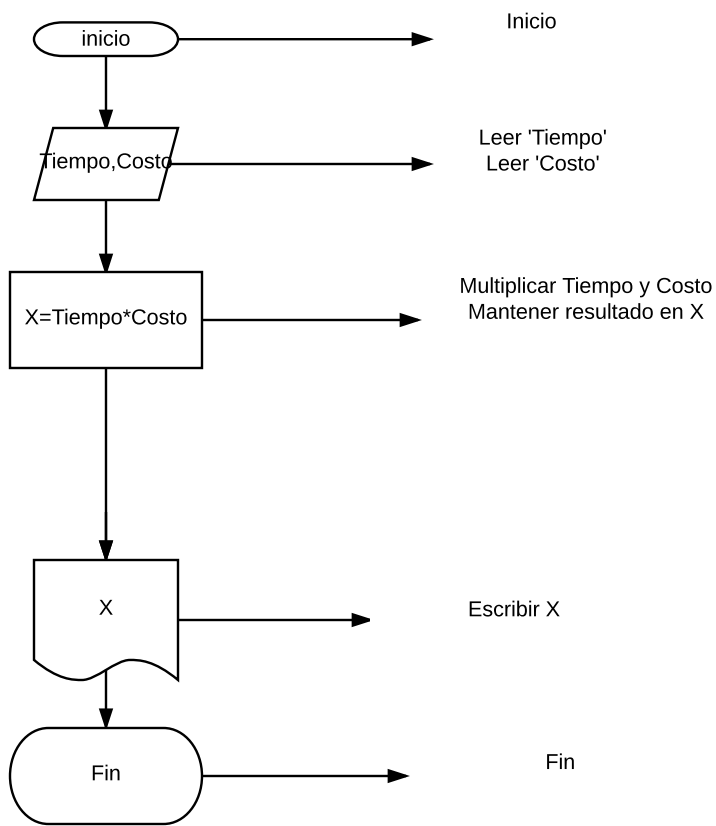 inicio
Inicio
Tiempo,Costo
Leer 'Tiempo'
Leer 'Costo'
X=Tiempo*Costo
Multiplicar Tiempo y Costo
Mantener resultado en X
X
Escribir X
Fin
Fin